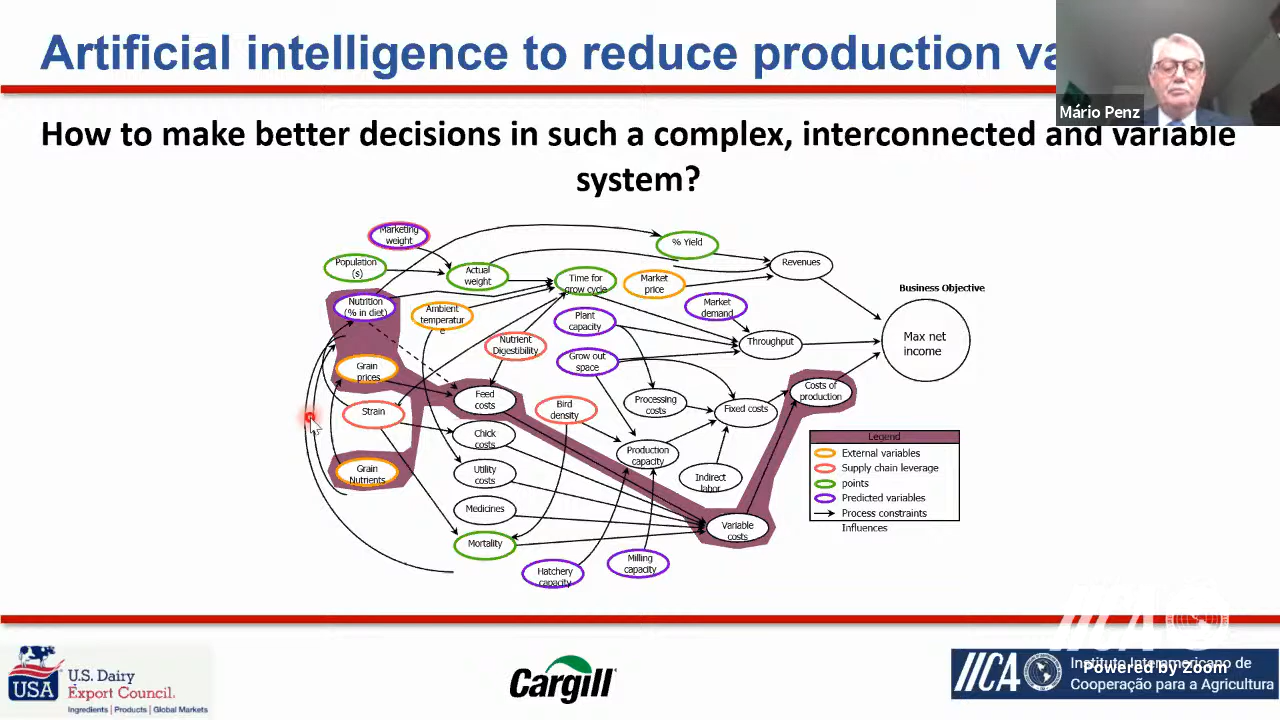 Artificial intelligence to reduce production va
Mário Penz
How to make better decisions in such a complex, interconnected and variable
system?
Marketing
weight
% Yield
Population
(s)
Actual
weight
Time for
grow cycle
Market
price
Revenues
Business Objective
Nutrition
(% in diet)
Ambient
temperatur
e
Plant
capacity
Market
demand
Max net
income
Nutrient
Digestibility
Throughput
Grow out
space
Grain
prices
Feed
costs
Costs of
production
Strain
Bird
density
Processing
costs
Fixed costs
Chick
costs
Production
capacity
Legend
External variables
Supply chain leverage
points
Predicted variables
Process constraints
Influences
Grain
Nutrients
Utility
costs
Indirect
labor
Medicines
Variable
costs
Mortality
Hatchery
capacity
Milling
capacity
USA
U.S. Dairy
Export Council.
Ingredients | Products | Global Markets
Cargill
IICA
IICA
Instituto Interamericano de
Cooperação para a Agricultura
Powered by Zoom